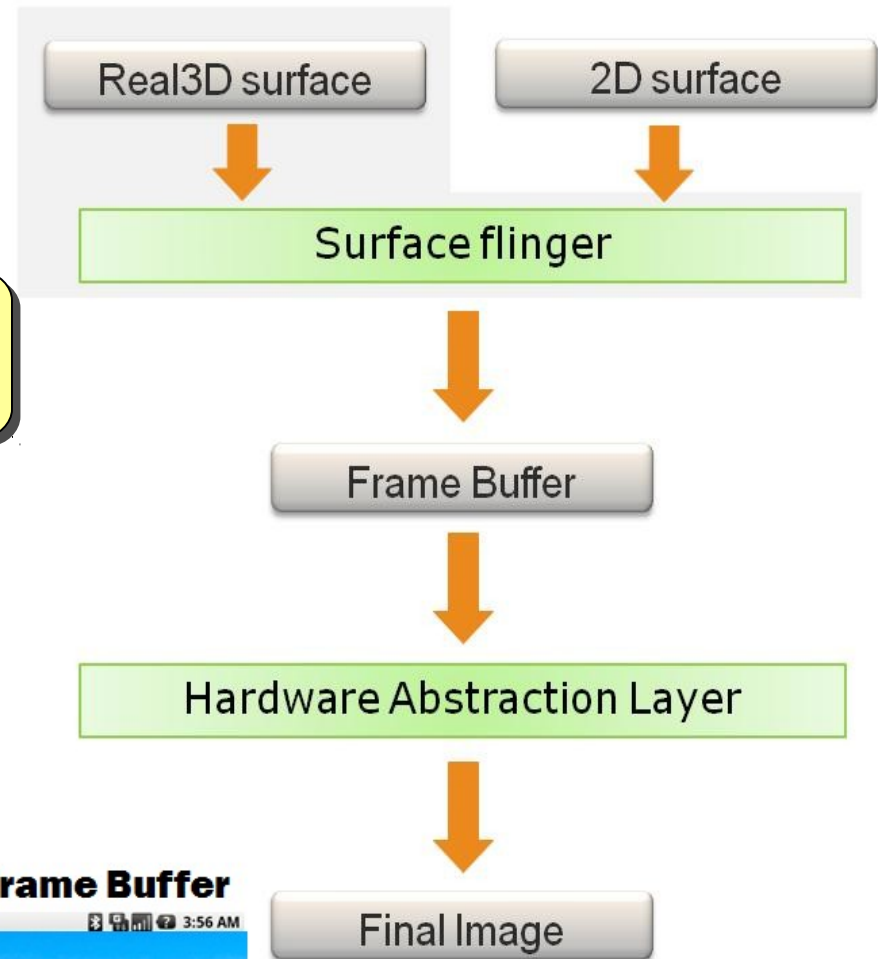 Real3D surface
2D surface
Surface flinger
Frame Buffer
Hardware Abstraction Layer
rame Buffer
3:56 AM
Final Image